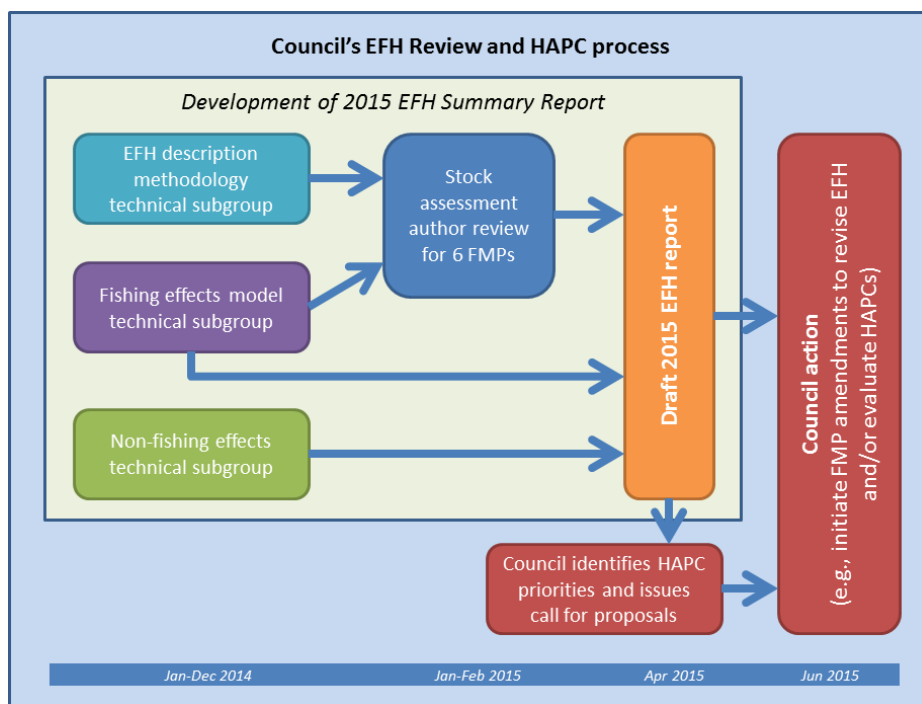 Council's EFH Review and HAPC process
Development of 2015 EFH Summary Report
EFH description
methodology
technical subgroup
Stock
assessment
author review
for 6 FMPs
Fishing effects model
technical subgroup
Non-fishing effects
technical subgroup
Draft 2015 EFH report
Council action
(e.g., initiate FMP amendments to revise EFH
and/or evaluate HAPCs)
Council identifies HAPC
priorities and issues
call for proposals
Jan-Dec 2014
Jan-Feb 2015
Apr 2015
Jun 2015